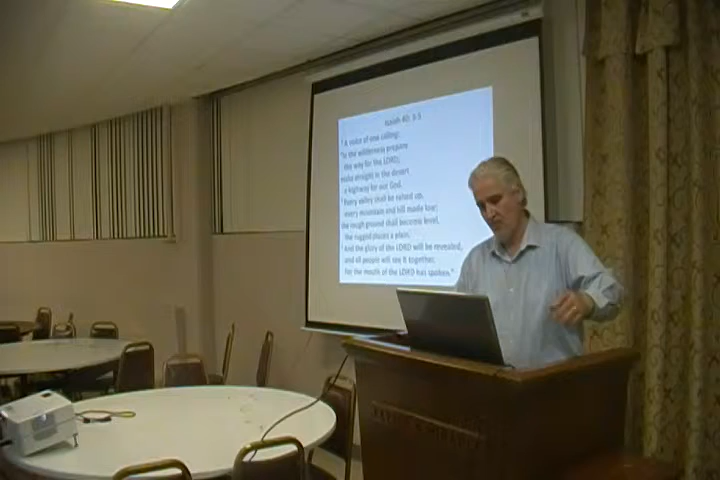 Isaiah 40: 3-5
³ A voice of one calling:
"In the wilderness prepare
the way for the LORD;
make straight in the desert
a highway for our God.
⁴ Every valley shall be raised up,
every mountain and hill made low;
the rough ground shall become level,
the rugged places a plain.
⁵ And the glory of the LORD will be revealed,
and all people will see it together.
For the mouth of the LORD has spoken."